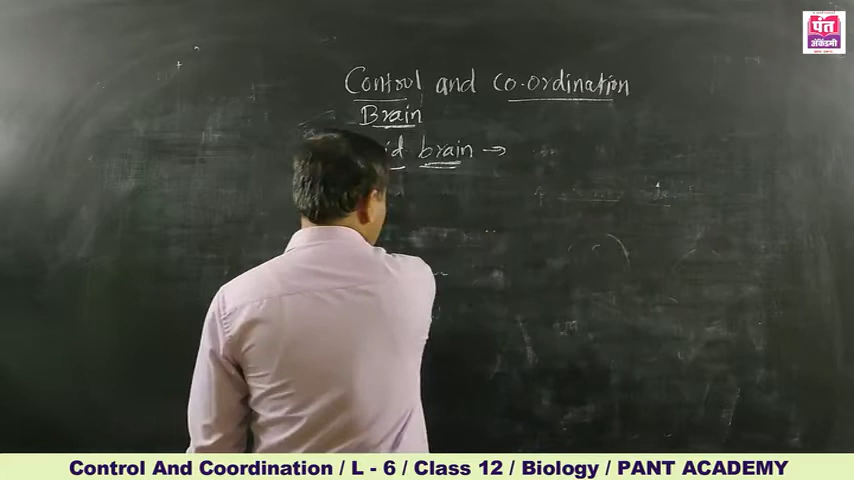 पंत
अकॅडमी
Control and Co-ordination
Brain
brain →
Control And Coordination / L - 6 / Class 12 / Biology / PANT ACADEMY